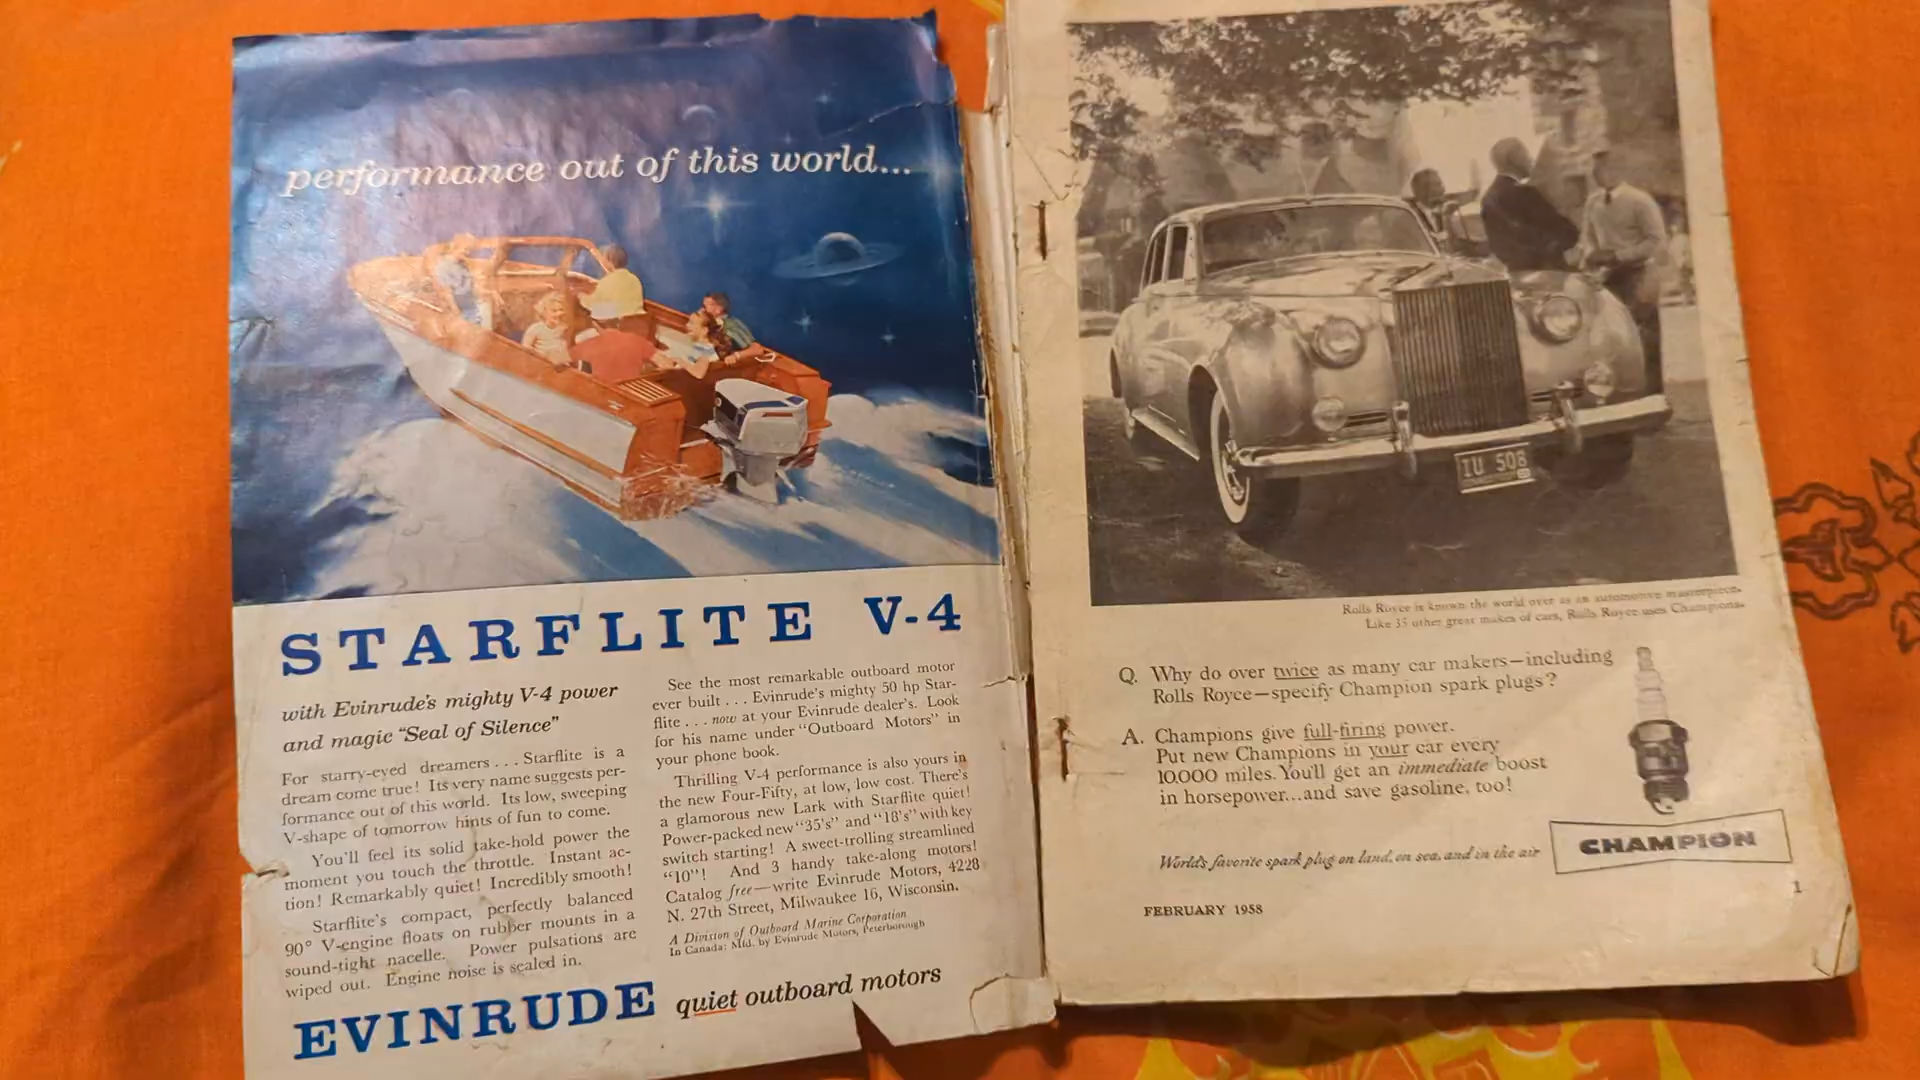 performance out of this world...
STARFLITE V-4
with Evinrude's mighty V-4 power
and magic "Seal of Silence"
For starry-eyed dreamers . . . Starflite is a
dream come true! Its very name suggests per-
formance out of this world. Its low, sweeping
V-shape of tomorrow hints of fun to come.
You'll feel its solid take-hold power the
moment you touch the throttle. Instant ac-
tion! Remarkably quiet! Incredibly smooth!
Starflite's compact, perfectly balanced
90° V-engine floats on rubber mounts in a
sound-tight nacelle. Power pulsations are
wiped out. Engine noise is sealed in.
See the most remarkable outboard motor
ever built . . . Evinrude's mighty 50 hp Star-
flite . . . now at your Evinrude dealer's. Look
for his name under "Outboard Motors" in
your phone book.
Thrilling V-4 performance is also yours in
the new Four-Fifty, at low, low cost. There's
a glamorous new Lark with Starflite quiet!
Power-packed new "35's" and "18's" with key
switch starting! A sweet-trolling streamlined
"10"! And 3 handy take-along motors!
Catalog free—write Evinrude Motors, 4228
N. 27th Street, Milwaukee 16, Wisconsin.
A Division of Outboard Marine Corporation
In Canada: Mfd. by Evinrude Motors, Peterborough
EVINRUDE quiet outboard motors
IU 508
Rolls Royce is known the world over as an automotive masterpiece.
Like 35 other great makes of cars, Rolls Royce uses Champions.
Q. Why do over twice as many car makers—including
Rolls Royce—specify Champion spark plugs?
A. Champions give full-firing power.
Put new Champions in your car every
10,000 miles. You'll get an immediate boost
in horsepower...and save gasoline, too!
World's favorite spark plug on land, on sea, and in the air
CHAMPION
1
FEBRUARY 1958